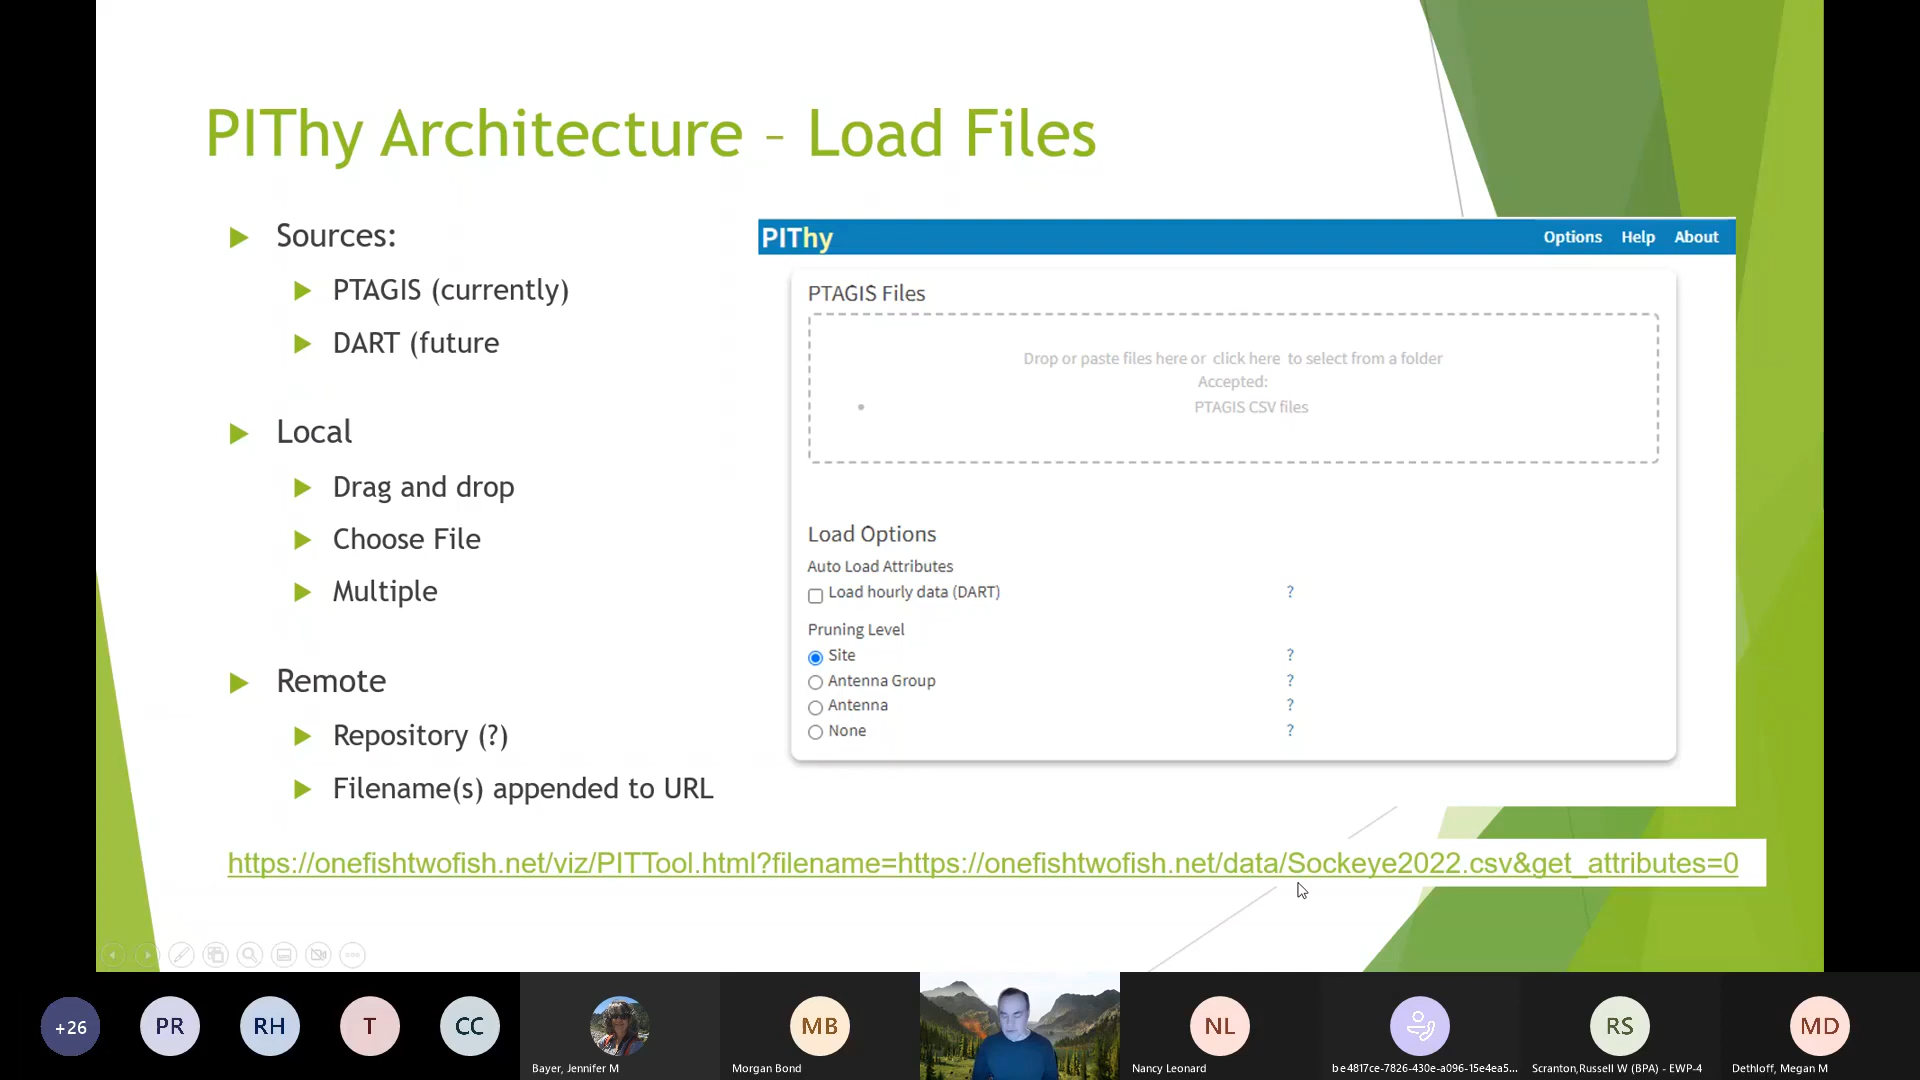 PIThy Architecture – Load Files
Sources:
PTAGIS (currently)
DART (future
Local
Drag and drop
Choose File
Multiple
Remote
Repository (?)
Filename(s) appended to URL
PIThy
Options Help About
PTAGIS Files
Drop or paste files here or click here to select from a folder
Accepted:
PTAGIS CSV files
Load Options
Auto Load Attributes
Load hourly data (DART) ?
Pruning Level
Site ?
Antenna Group ?
Antenna ?
None ?
https://onefishtwofish.net/viz/PITTool.html?filename=https://onefishtwofish.net/data/Sockeye2022.csv&get_attributes=0
+26
PR
RH
T
CC
Bayer, Jennifer M
MB
Morgan Bond
NL
Nancy Leonard
be4817ce-7826-430e-a096-15e4ea5...
RS
Scranton,Russell W (BPA) - EWP-4
MD
Dethloff, Megan M